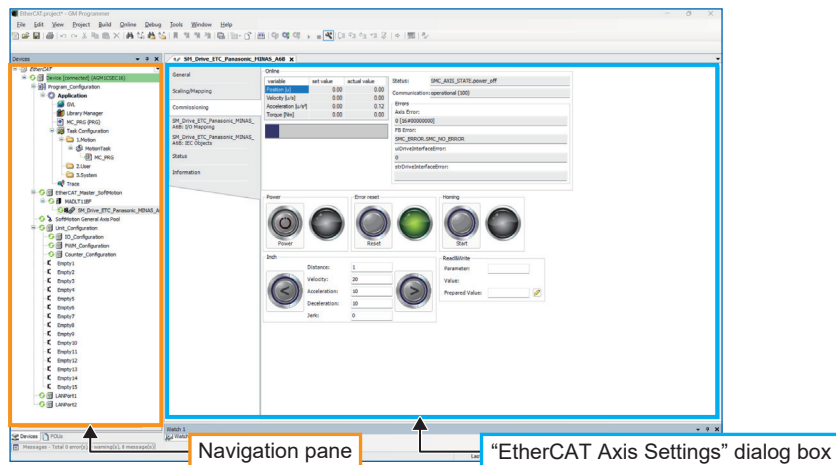 EtherCAT.project* - GM Programmer
File Edit View Project Build Online Debug Tools Window Help
Devices
EtherCAT
Device [connected] (AGM1CSEC16)
Program_Configuration
Application
GVL
Library Manager
MC_PRG (PRG)
Task Configuration
1.Motion
MotionTask
MC_PRG
2.User
3.System
Trace
EtherCAT_Master_SoftMotion
MADLT11BF
SM_Drive_ETC_Panasonic_MINAS_A
SoftMotion General Axis Pool
Unit_Configuration
IO_Configuration
PWM_Configuration
Counter_Configuration
Empty1
Empty2
Empty3
Empty4
Empty5
Empty6
Empty7
Empty8
Empty9
Empty10
Empty11
Empty12
Empty13
Empty14
Empty15
LANPort1
LANPort2
Devices POUs
SM_Drive_ETC_Panasonic_MINAS_A6B X
General
Scaling/Mapping
Commissioning
SM_Drive_ETC_Panasonic_MINAS_
A6B: I/O Mapping
SM_Drive_ETC_Panasonic_MINAS_
A6B: IEC Objects
Status
Information
Online
variable set value actual value
Position [u] 0.00 0.00
Velocity [u/s] 0.00 0.00
Acceleration [u/s²] 0.00 0.12
Torque [Nm] 0.00 0.00
Status: SMC_AXIS_STATE.power_off
Communication: operational (100)
Errors
Axis Error:
0 [16#00000000]
FB Error:
SMC_ERROR.SMC_NO_ERROR
uiDriveInterfaceError:
0
strDriveInterfaceError:
Power
Power
Error reset
Reset
Homing
Start
Inch
<
Distance: 1
Velocity: 20
Acceleration: 10
Deceleration: 10
Jerk: 0
>
Read&Write
Parameter:
Value:
Prepared Value:
Watch 1
Messages - Total 0 error(s), warning(s), 8 message(s)
Navigation pane
“EtherCAT Axis Settings” dialog box